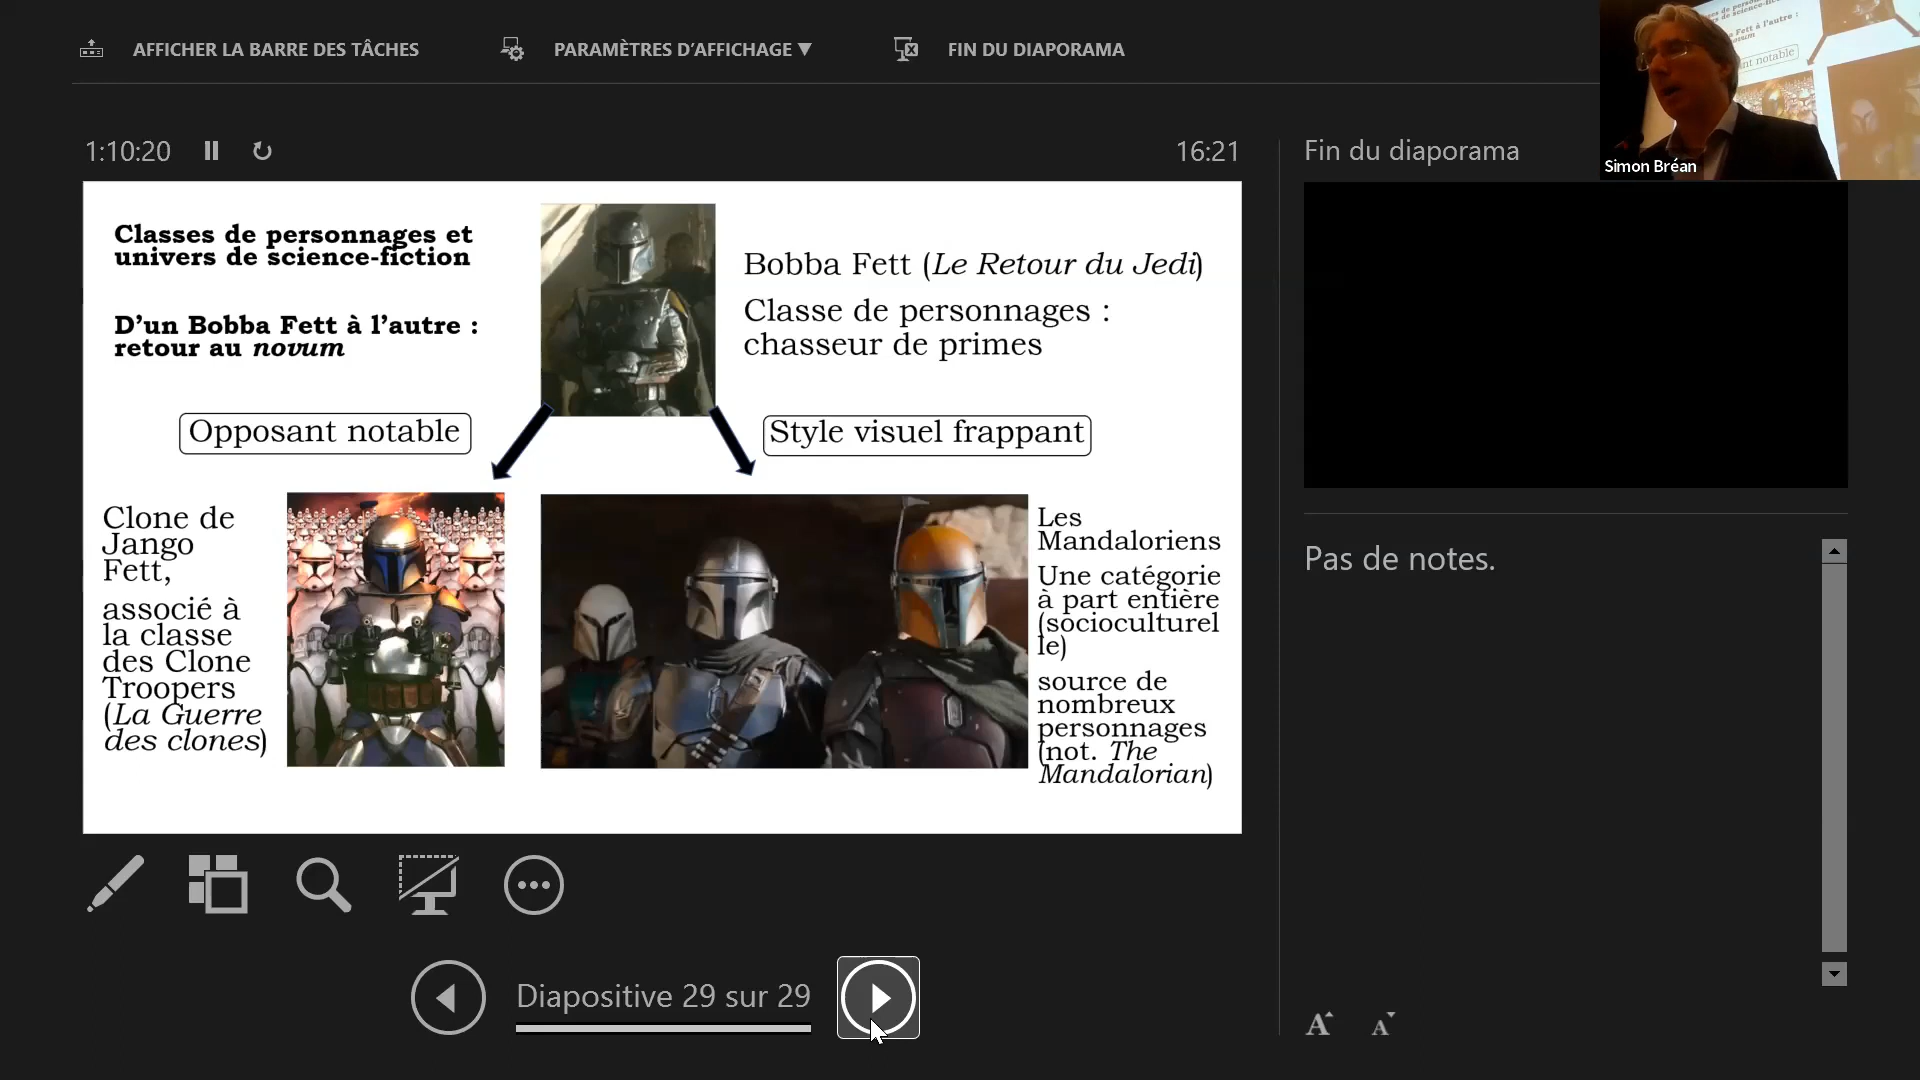 AFFICHER LA BARRE DES TÂCHES
PARAMÈTRES D'AFFICHAGE ▼
FIN DU DIAPORAMA
1:10:20
16:21
Fin du diaporama
Simon Bréan
Classes de personnages et
univers de science-fiction
D'un Bobba Fett à l'autre :
retour au novum
Bobba Fett (Le Retour du Jedi)
Classe de personnages :
chasseur de primes
Opposant notable
Style visuel frappant
Clone de
Jango
Fett,
associé à
la classe
des Clone
Troopers
(La Guerre
des clones)
Les
Mandaloriens
Une catégorie
à part entière
(socioculturel
le)
source de
nombreux
personnages
(not. The
Mandalorian)
Pas de notes.
Diapositive 29 sur 29
A
A